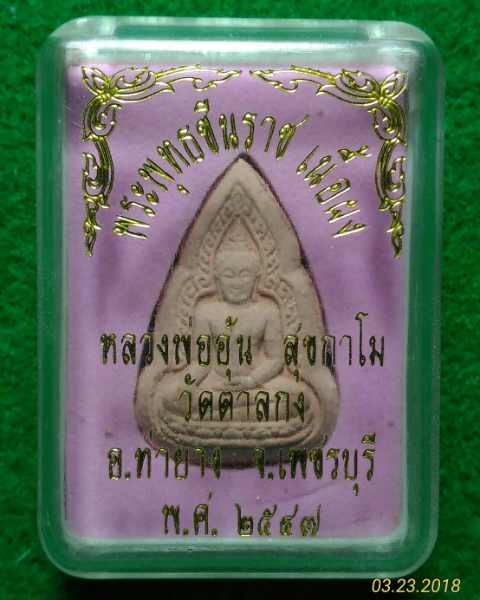 พระพุทธชินราช เนื้อผง
หลวงพ่ออุ้น สุขกาโม
วัดตาลกง
อ.ท่ายาง จ.เพชรบุรี
พ.ศ. ๒๕๔๗
03.23.2018